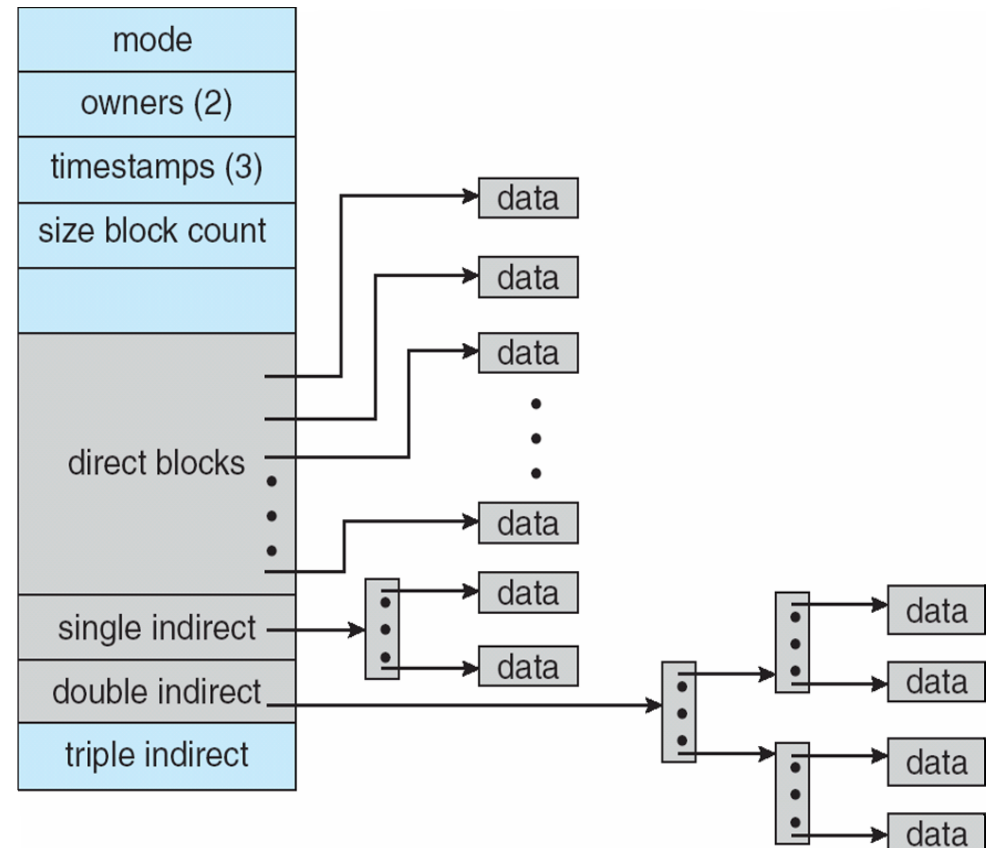 mode
owners (2)
timestamps (3)
size block count
direct blocks
single indirect
double indirect
triple indirect
data
data
data
data
data
data
data
data
data
data